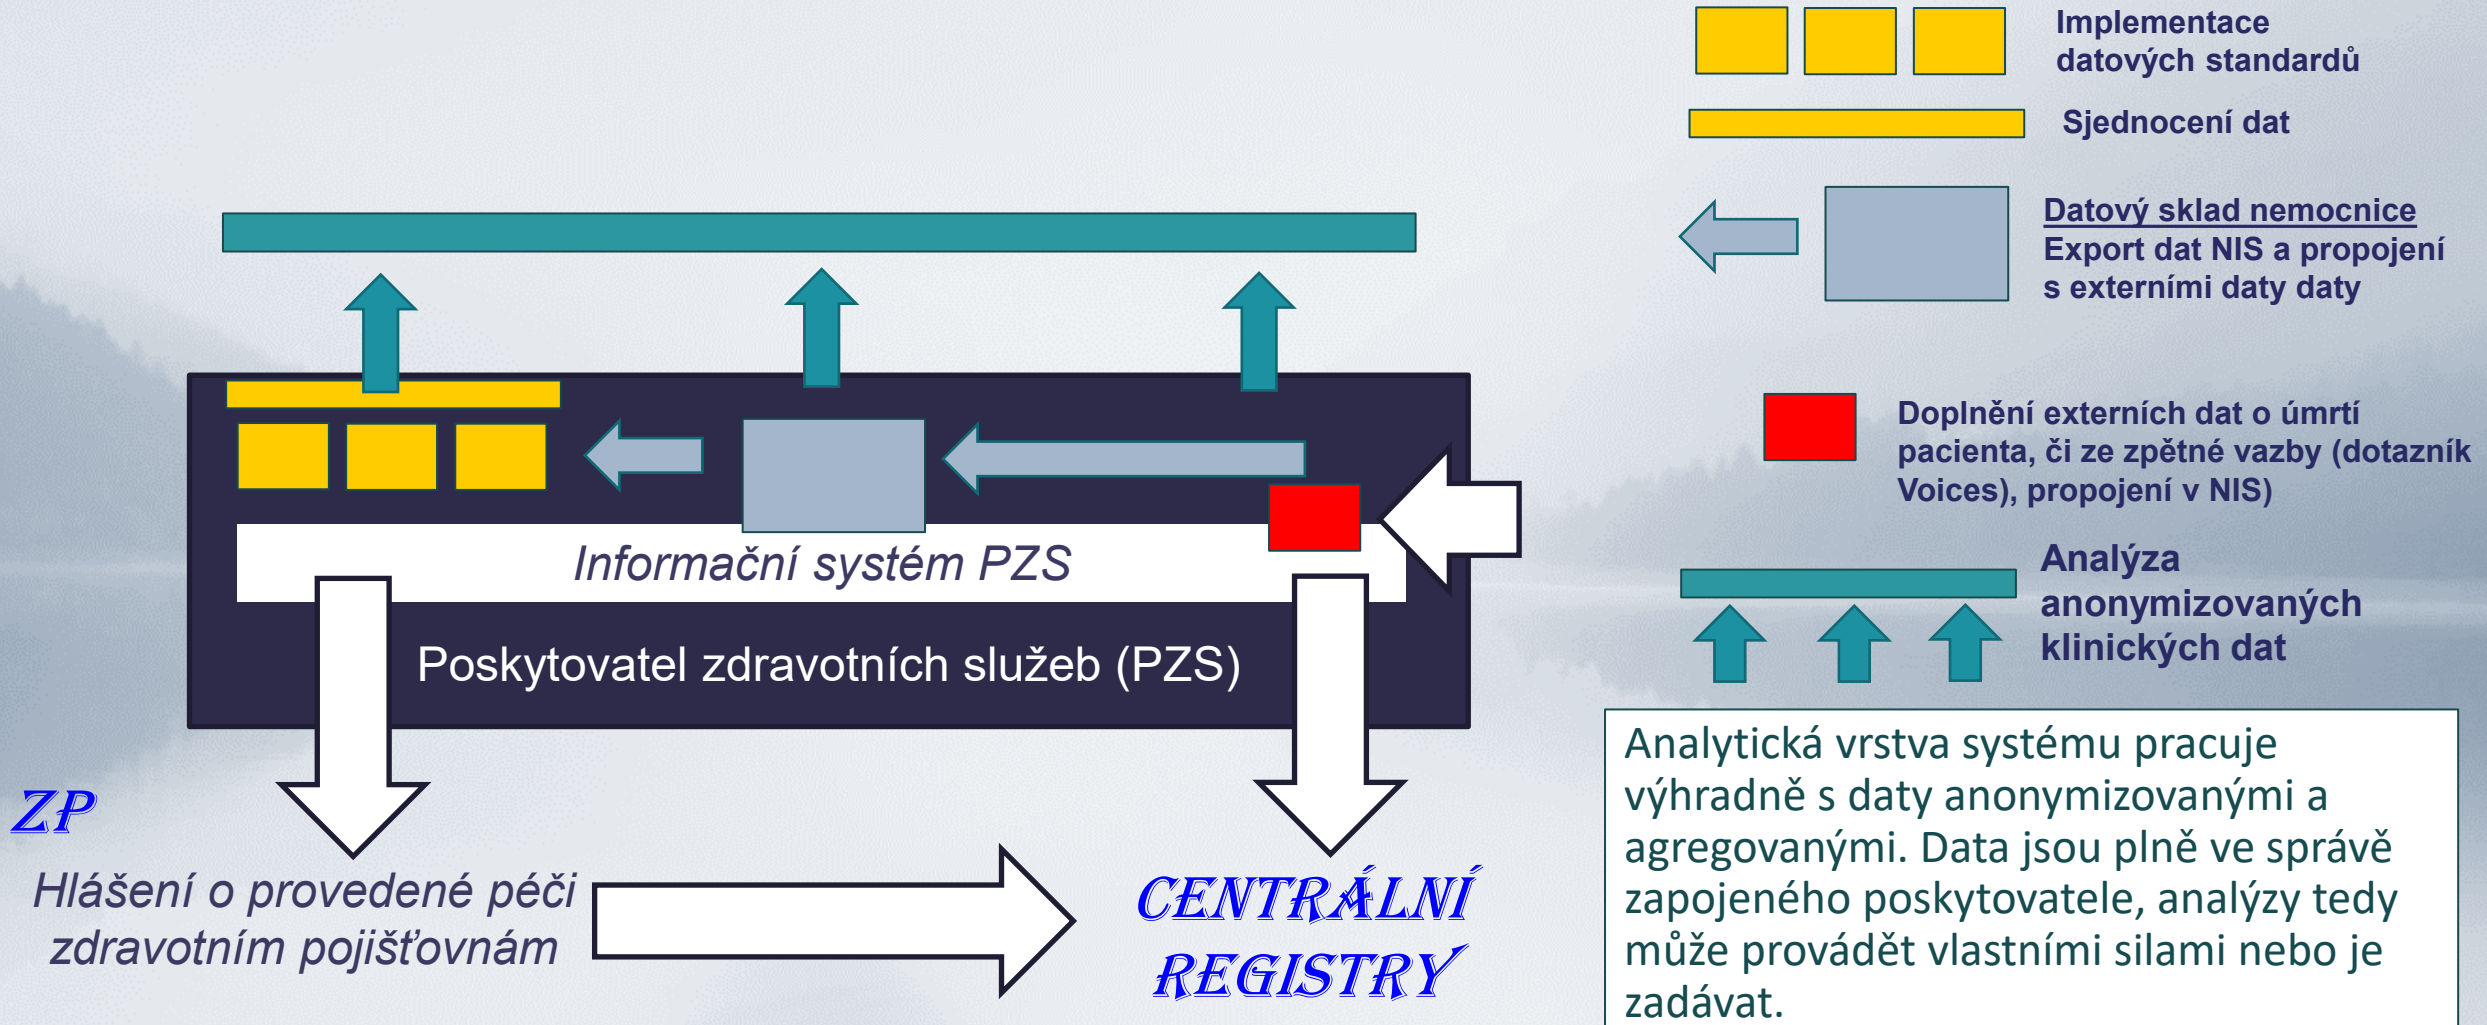 Implementace
datových standardů
Sjednocení dat
Datový sklad nemocnice
Export dat NIS a propojení
s externími daty daty
Doplnění externích dat o úmrtí
pacienta, či ze zpětné vazby (dotazník
Voices), propojení v NIS)
Analýza
anonymizovaných
klinických dat
Informační systém PZS
Poskytovatel zdravotních služeb (PZS)
ZP
Hlášení o provedené péči
zdravotním pojišťovnám
CENTRÁLNÍ
REGISTRY
Analytická vrstva systému pracuje
výhradně s daty anonymizovanými a
agregovanými. Data jsou plně ve správě
zapojeného poskytovatele, analýzy tedy
může provádět vlastními silami nebo je
zadávat.